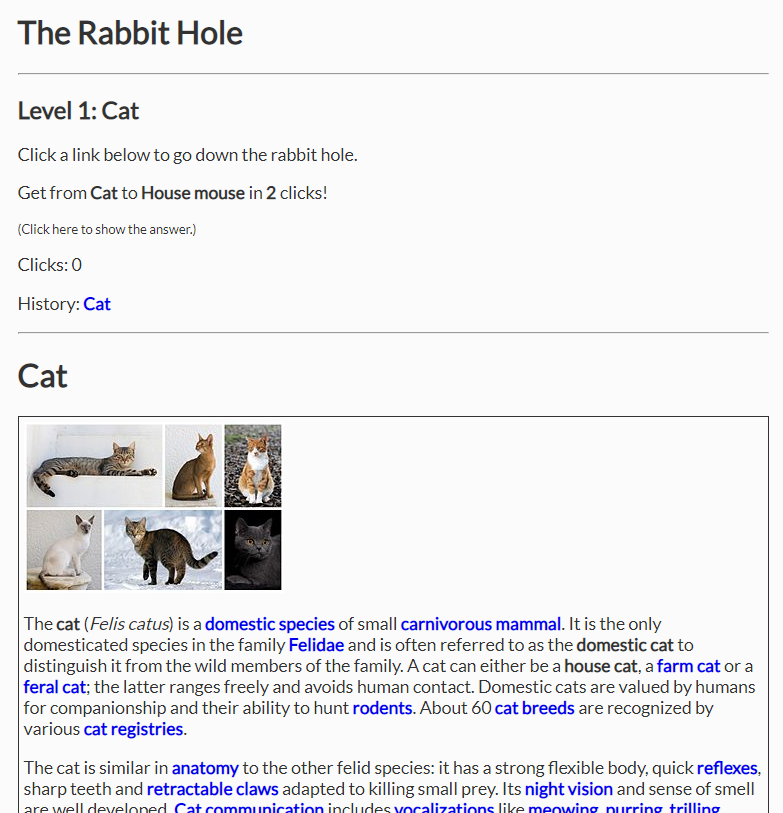 The Rabbit Hole
Level 1: Cat
Click a link below to go down the rabbit hole.
Get from Cat to House mouse in 2 clicks!
(Click here to show the answer.)
Clicks: 0
History: Cat
Cat
The cat (Felis catus) is a domestic species of small carnivorous mammal. It is the only
domesticated species in the family Felidae and is often referred to as the domestic cat to
distinguish it from the wild members of the family. A cat can either be a house cat, a farm cat or a
feral cat; the latter ranges freely and avoids human contact. Domestic cats are valued by humans
for companionship and their ability to hunt rodents. About 60 cat breeds are recognized by
various cat registries.
The cat is similar in anatomy to the other felid species: it has a strong flexible body, quick reflexes,
sharp teeth and retractable claws adapted to killing small prey. Its night vision and sense of smell
are well developed. Cat communication includes vocalizations like meowing, purring, trilling,